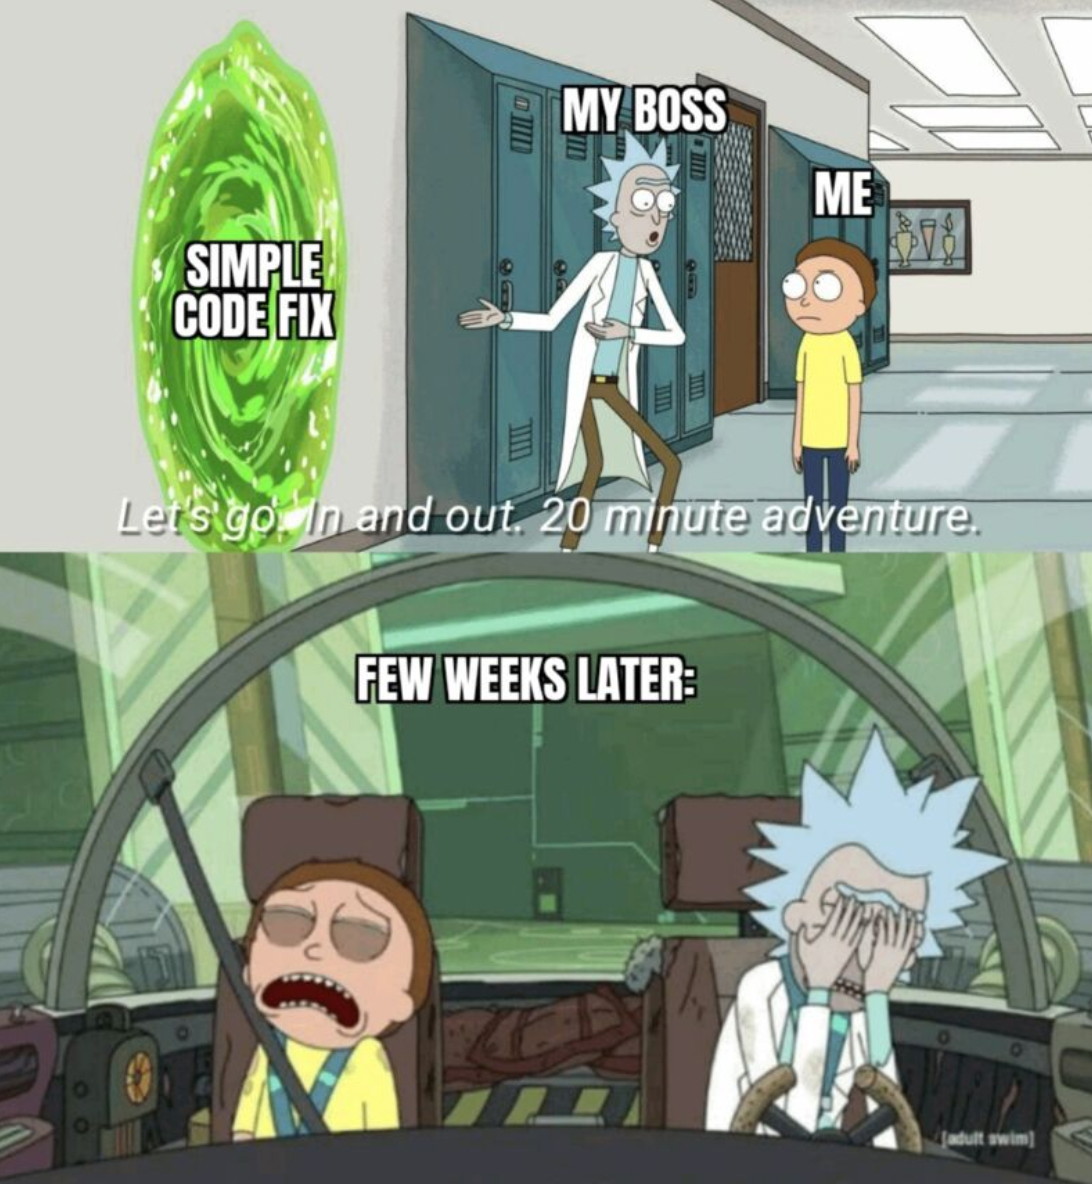 MY BOSS
ME
SIMPLE
CODE FIX
Let's go. In and out. 20 minute adventure.
FEW WEEKS LATER:
[adult swim]